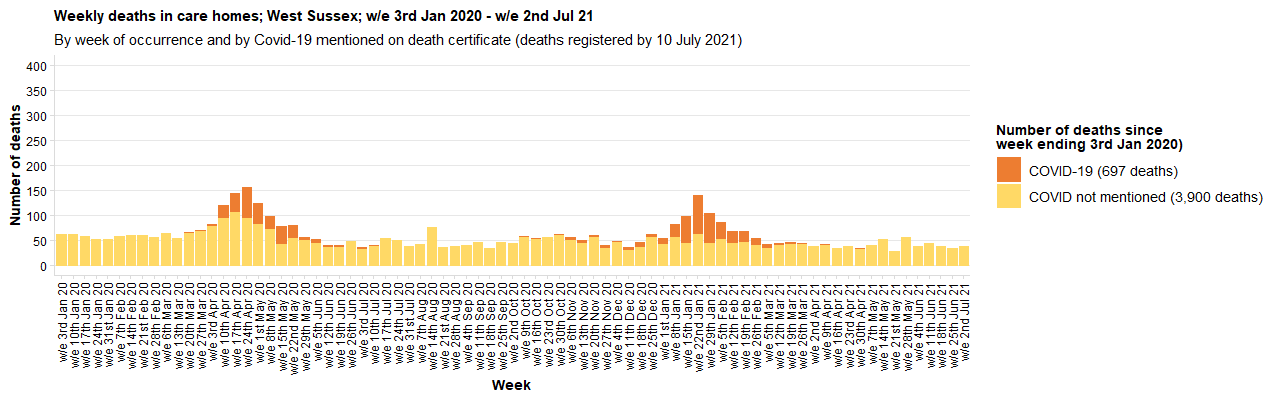 Weekly deaths in care homes; West Sussex; w/e 3rd Jan 2020 - w/e 2nd Jul 21
By week of occurrence and by Covid-19 mentioned on death certificate (deaths registered by 10 July 2021)
Number of deaths
400
350
300
250
200
150
100
50
0
w/e 3rd Jan 20
w/e 10th Jan 20
w/e 17th Jan 20
w/e 24th Jan 20
w/e 31st Jan 20
w/e 7th Feb 20
w/e 14th Feb 20
w/e 21st Feb 20
w/e 28th Feb 20
w/e 6th Mar 20
w/e 13th Mar 20
w/e 20th Mar 20
w/e 27th Mar 20
w/e 3rd Apr 20
w/e 10th Apr 20
w/e 17th Apr 20
w/e 24th Apr 20
w/e 1st May 20
w/e 8th May 20
w/e 15th May 20
w/e 22nd May 20
w/e 29th May 20
w/e 5th Jun 20
w/e 12th Jun 20
w/e 19th Jun 20
w/e 26th Jun 20
w/e 3rd Jul 20
w/e 10th Jul 20
w/e 17th Jul 20
w/e 24th Jul 20
w/e 31st Jul 20
w/e 7th Aug 20
w/e 14th Aug 20
w/e 21st Aug 20
w/e 28th Aug 20
w/e 4th Sep 20
w/e 11th Sep 20
w/e 18th Sep 20
w/e 25th Sep 20
w/e 2nd Oct 20
w/e 9th Oct 20
w/e 16th Oct 20
w/e 23rd Oct 20
w/e 30th Oct 20
w/e 6th Nov 20
w/e 13th Nov 20
w/e 20th Nov 20
w/e 27th Nov 20
w/e 4th Dec 20
w/e 11th Dec 20
w/e 18th Dec 20
w/e 25th Dec 20
w/e 1st Jan 21
w/e 8th Jan 21
w/e 15th Jan 21
w/e 22nd Jan 21
w/e 29th Jan 21
w/e 5th Feb 21
w/e 12th Feb 21
w/e 19th Feb 21
w/e 26th Feb 21
w/e 5th Mar 21
w/e 12th Mar 21
w/e 19th Mar 21
w/e 26th Mar 21
w/e 2nd Apr 21
w/e 9th Apr 21
w/e 16th Apr 21
w/e 23rd Apr 21
w/e 30th Apr 21
w/e 7th May 21
w/e 14th May 21
w/e 21st May 21
w/e 28th May 21
w/e 4th Jun 21
w/e 11th Jun 21
w/e 18th Jun 21
w/e 25th Jun 21
w/e 2nd Jul 21
Week
Number of deaths since
week ending 3rd Jan 2020)
COVID-19 (697 deaths)
COVID not mentioned (3,900 deaths)